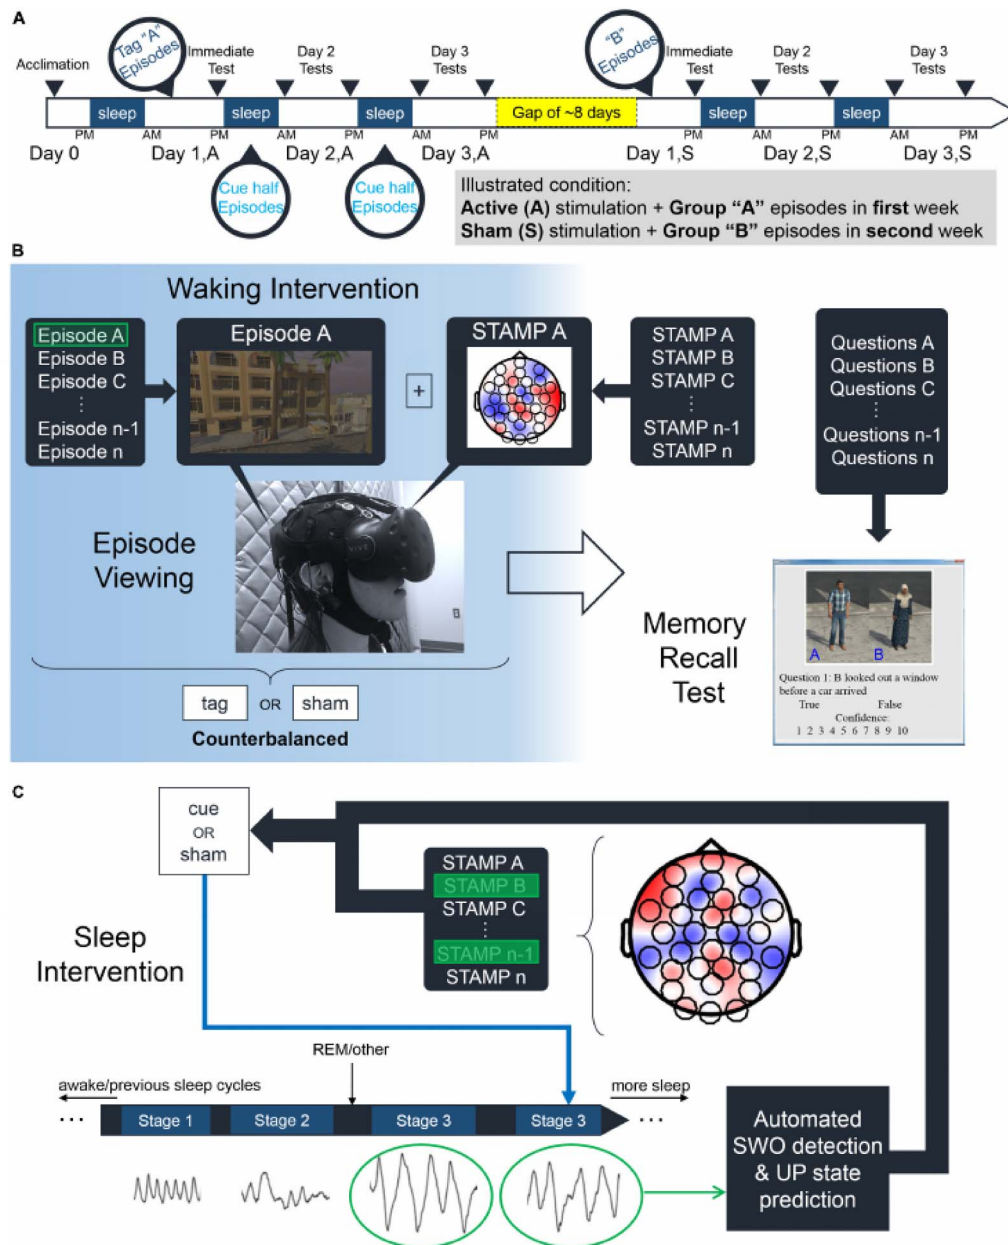 A
Acclimation
Tag "A"
Episodes
Immediate
Test
Day 2
Tests
Day 3
Tests
"B"
Episodes
Immediate
Test
Day 2
Tests
Day 3
Tests
sleep
sleep
sleep
Gap of ~8 days
sleep
sleep
PM
AM
PM
AM
PM
AM
PM
PM
AM
PM
AM
PM
Day 0
Day 1,A
Day 2,A
Day 3,A
Day 1,S
Day 2,S
Day 3,S
Cue half
Episodes
Cue half
Episodes
Illustrated condition:
Active (A) stimulation + Group "A" episodes in first week
Sham (S) stimulation + Group "B" episodes in second week
B
Waking Intervention
Episode A
Episode B
Episode C
⋮
Episode n-1
Episode n
Episode A
+
STAMP A
STAMP A
STAMP B
STAMP C
⋮
STAMP n-1
STAMP n
Questions A
Questions B
Questions C
⋮
Questions n-1
Questions n
Episode
Viewing
VIVE
Memory
Recall
Test
A B
Question 1: B looked out a window
before a car arrived
True False
Confidence:
1 2 3 4 5 6 7 8 9 10
tag OR sham
Counterbalanced
C
cue
OR
sham
STAMP A
STAMP B
STAMP C
⋮
STAMP n-1
STAMP n
Sleep
Intervention
REM/other
awake/previous sleep cycles
more sleep
...
Stage 1
Stage 2
Stage 3
Stage 3
...
Automated
SWO detection
& UP state
prediction